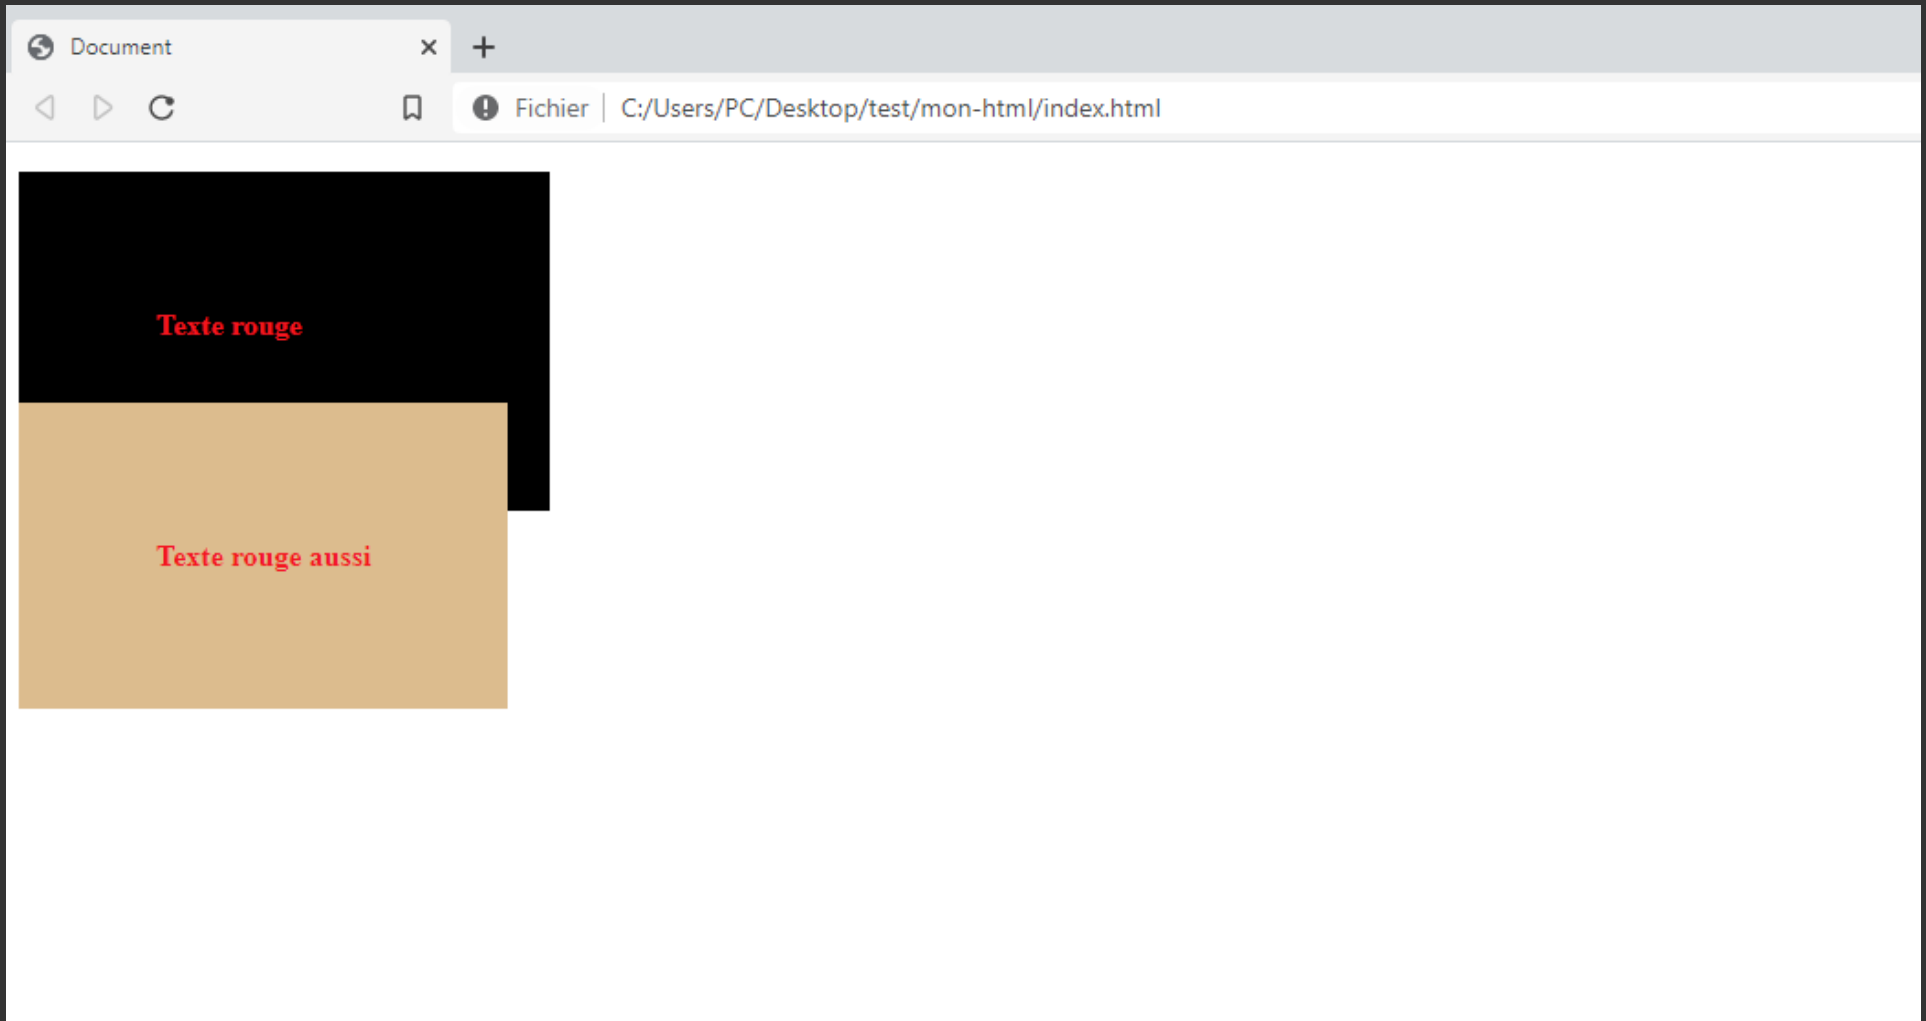 Document
Fichier C:/Users/PC/Desktop/test/mon-html/index.html
Texte rouge
Texte rouge aussi